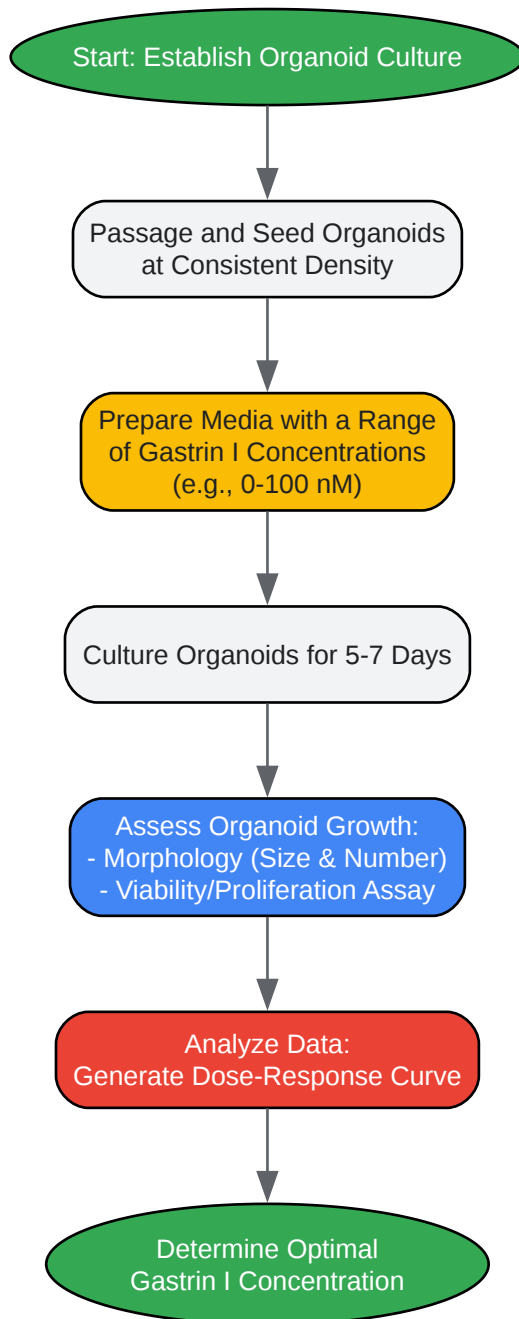 Start: Establish Organoid Culture
Passage and Seed Organoids
at Consistent Density
Prepare Media with a Range
of Gastrin I Concentrations
(e.g., 0-100 nM)
Culture Organoids for 5-7 Days
Assess Organoid Growth:
- Morphology (Size & Number)
- Viability/Proliferation Assay
Analyze Data:
Generate Dose-Response Curve
Determine Optimal
Gastrin I Concentration